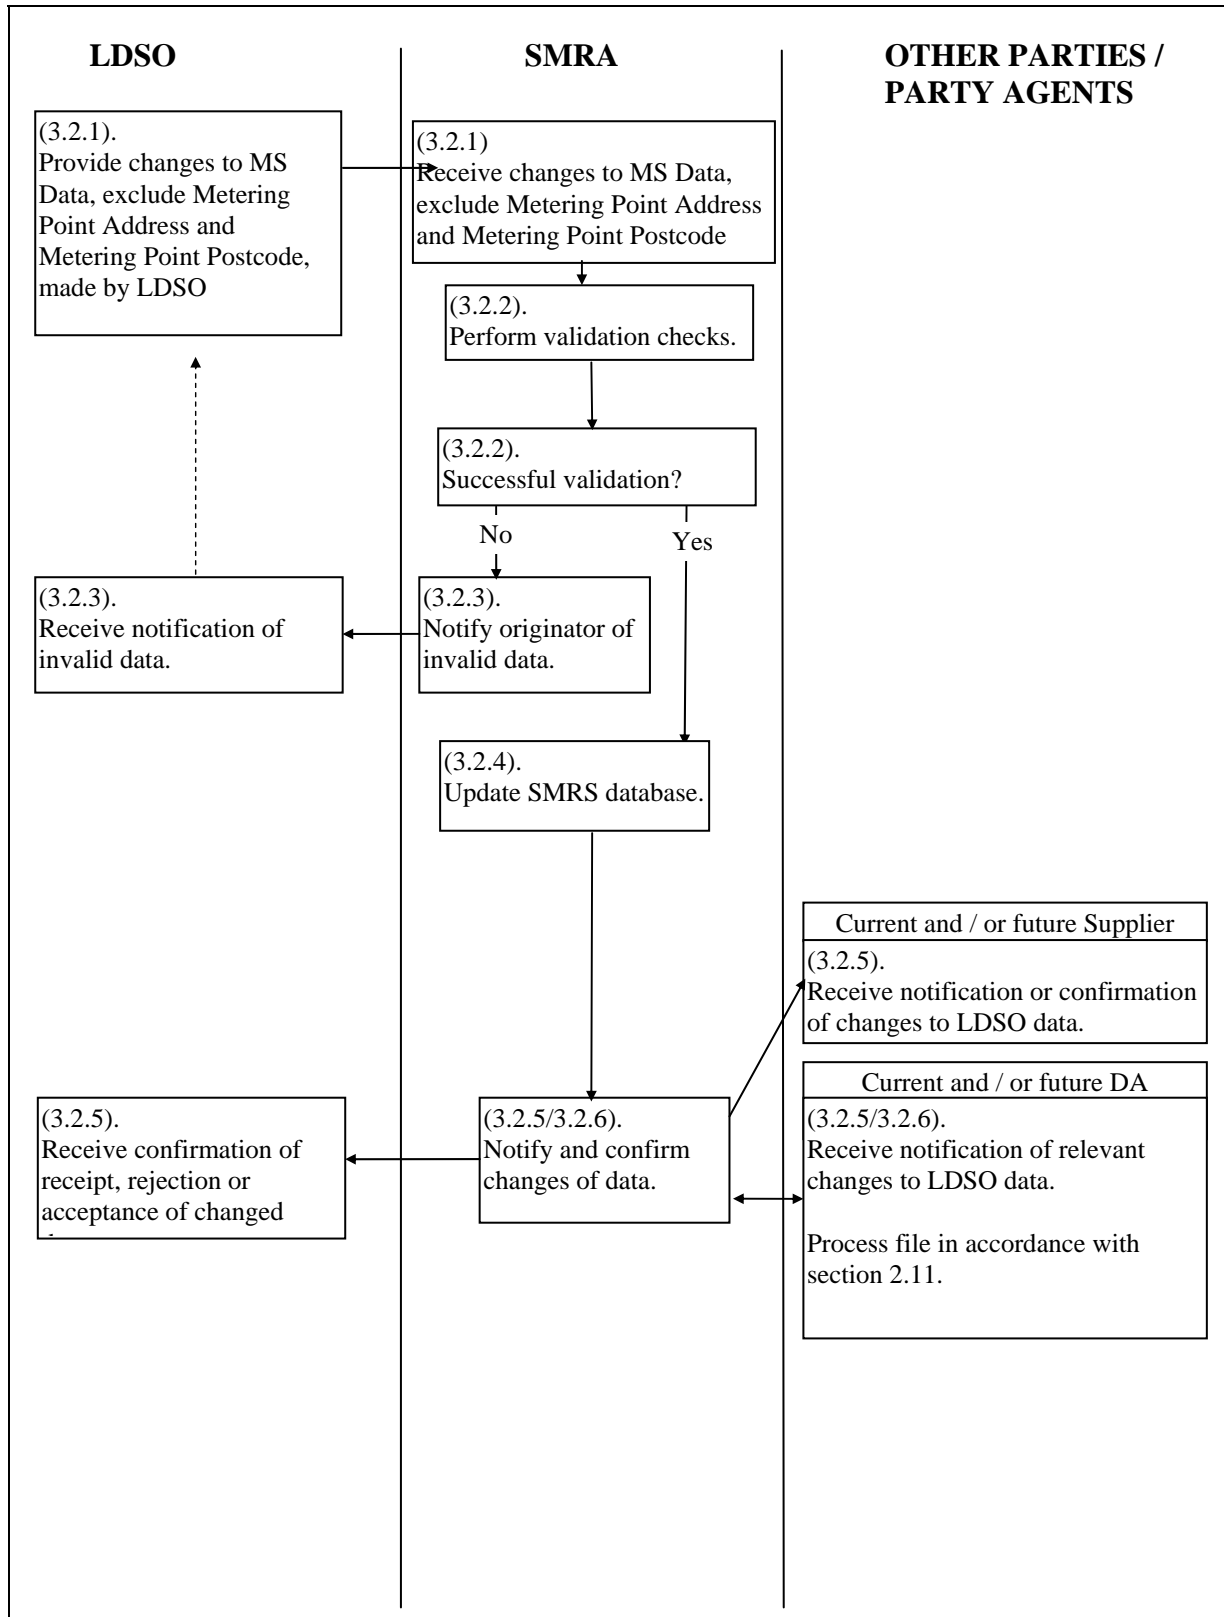 LDSO
SMRA
OTHER PARTIES /
PARTY AGENTS
(3.2.1).
Provide changes to MS
Data, exclude Metering
Point Address and
Metering Point Postcode,
made by LDSO
(3.2.1)
Receive changes to MS Data,
exclude Metering Point Address
and Metering Point Postcode
(3.2.2).
Perform validation checks.
(3.2.2).
Successful validation?
No
Yes
(3.2.3).
Receive notification of
invalid data.
(3.2.3).
Notify originator of
invalid data.
(3.2.4).
Update SMRS database.
Current and / or future Supplier
(3.2.5).
Receive notification or confirmation
of changes to LDSO data.
Current and / or future DA
(3.2.5/3.2.6).
Receive notification of relevant
changes to LDSO data.
Process file in accordance with
section 2.11.
(3.2.5/3.2.6).
Notify and confirm
changes of data.
(3.2.5).
Receive confirmation of
receipt, rejection or
acceptance of changed